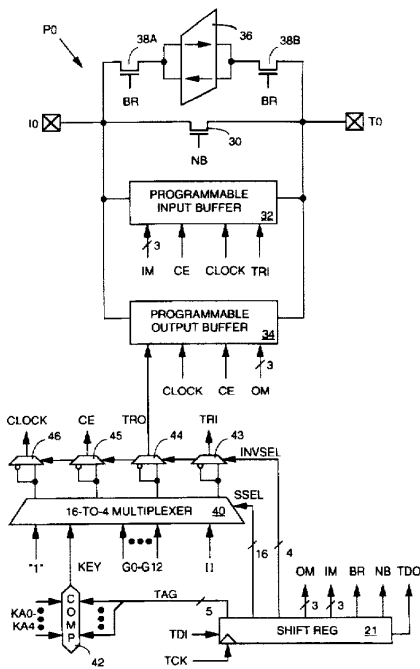 P0
38A
36
38B
BR
BR
I0
T0
30
NB
PROGRAMMABLE
INPUT BUFFER
32
3
IM
CE
CLOCK
TRI
PROGRAMMABLE
OUTPUT BUFFER
34
3
CLOCK
CE
OM
CLOCK
CE
TRO
TRI
46
45
44
43
INVSEL
16-TO-4 MULTIPLEXER
40
SSEL
16
4
"1"
KEY
G0-G12
OM
IM
BR
NB
TDO
3
3
TAG
5
KA0-
KA4
COMP
42
TDI
SHIFT REG
21
TCK